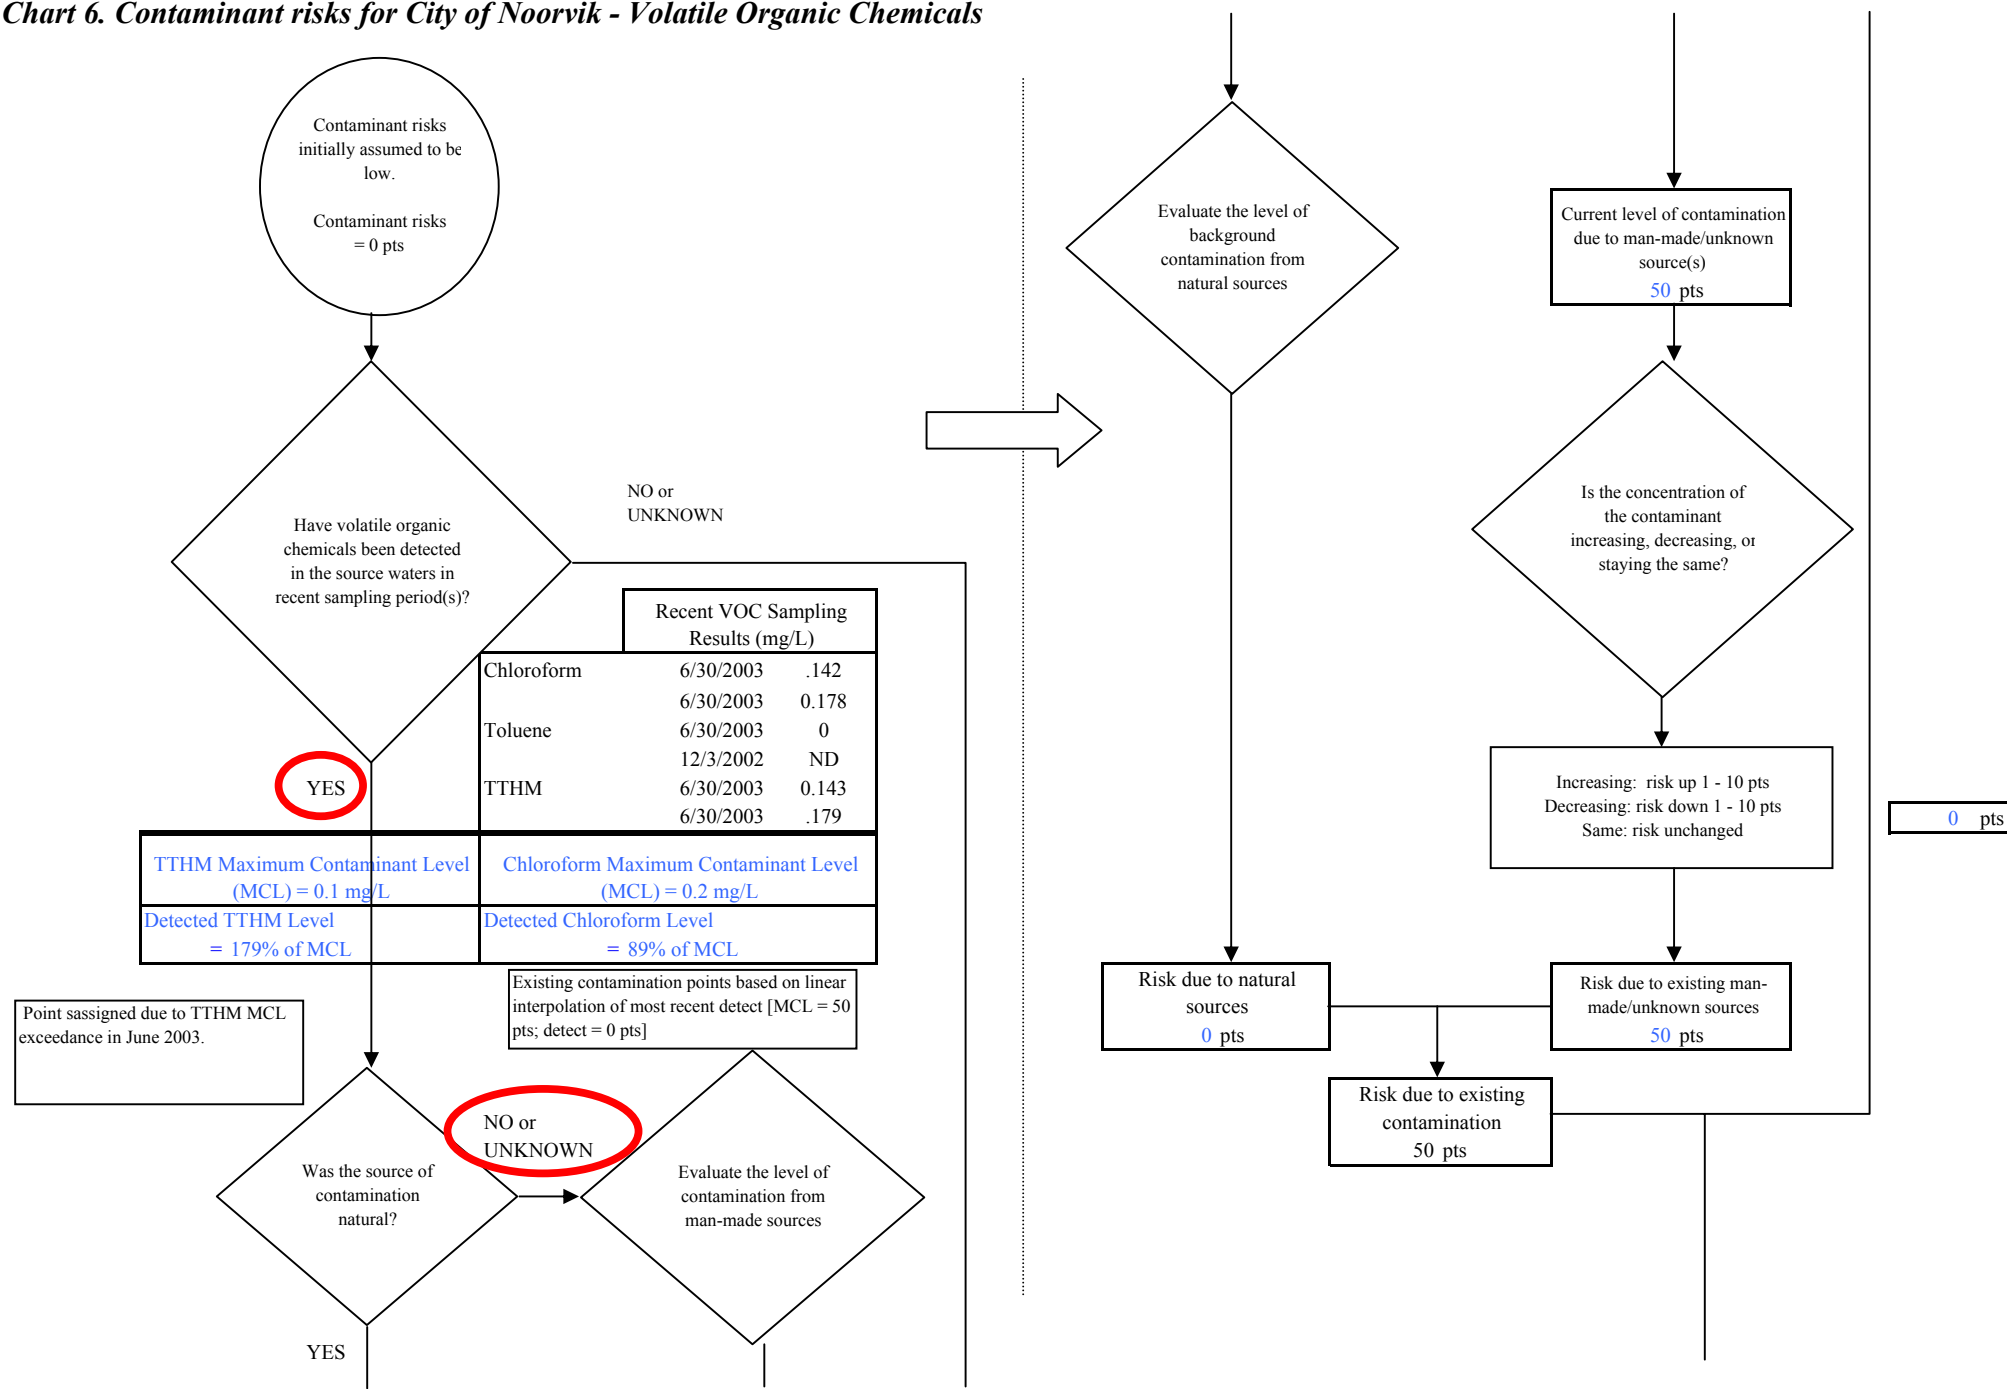 Chart 6. Contaminant risks for City of Noorvik - Volatile Organic Chemicals
Contaminant risks
initially assumed to be
low.
Contaminant risks
= 0 pts
Have volatile organic
chemicals been detected
in the source waters in
recent sampling period(s)?
NO or
UNKNOWN
Recent VOC Sampling
Results (mg/L)
Chloroform 6/30/2003 .142
6/30/2003 0.178
Toluene 6/30/2003 0
12/3/2002 ND
TTHM 6/30/2003 0.143
6/30/2003 .179
YES
TTHM Maximum Contaminant Level
(MCL) = 0.1 mg/L
Chloroform Maximum Contaminant Level
(MCL) = 0.2 mg/L
Detected TTHM Level
= 179% of MCL
Detected Chloroform Level
= 89% of MCL
Existing contamination points based on linear
interpolation of most recent detect [MCL = 50
pts; detect = 0 pts]
Point sassigned due to TTHM MCL
exceedance in June 2003.
Was the source of
contamination
natural?
NO or
UNKNOWN
Evaluate the level of
contamination from
man-made sources
YES
Evaluate the level of
background
contamination from
natural sources
Current level of contamination
due to man-made/unknown
source(s)
50 pts
Is the concentration of
the contaminant
increasing, decreasing, or
staying the same?
Increasing: risk up 1 - 10 pts
Decreasing: risk down 1 - 10 pts
Same: risk unchanged
0 pts
Risk due to natural
sources
0 pts
Risk due to existing man-
made/unknown sources
50 pts
Risk due to existing
contamination
50 pts